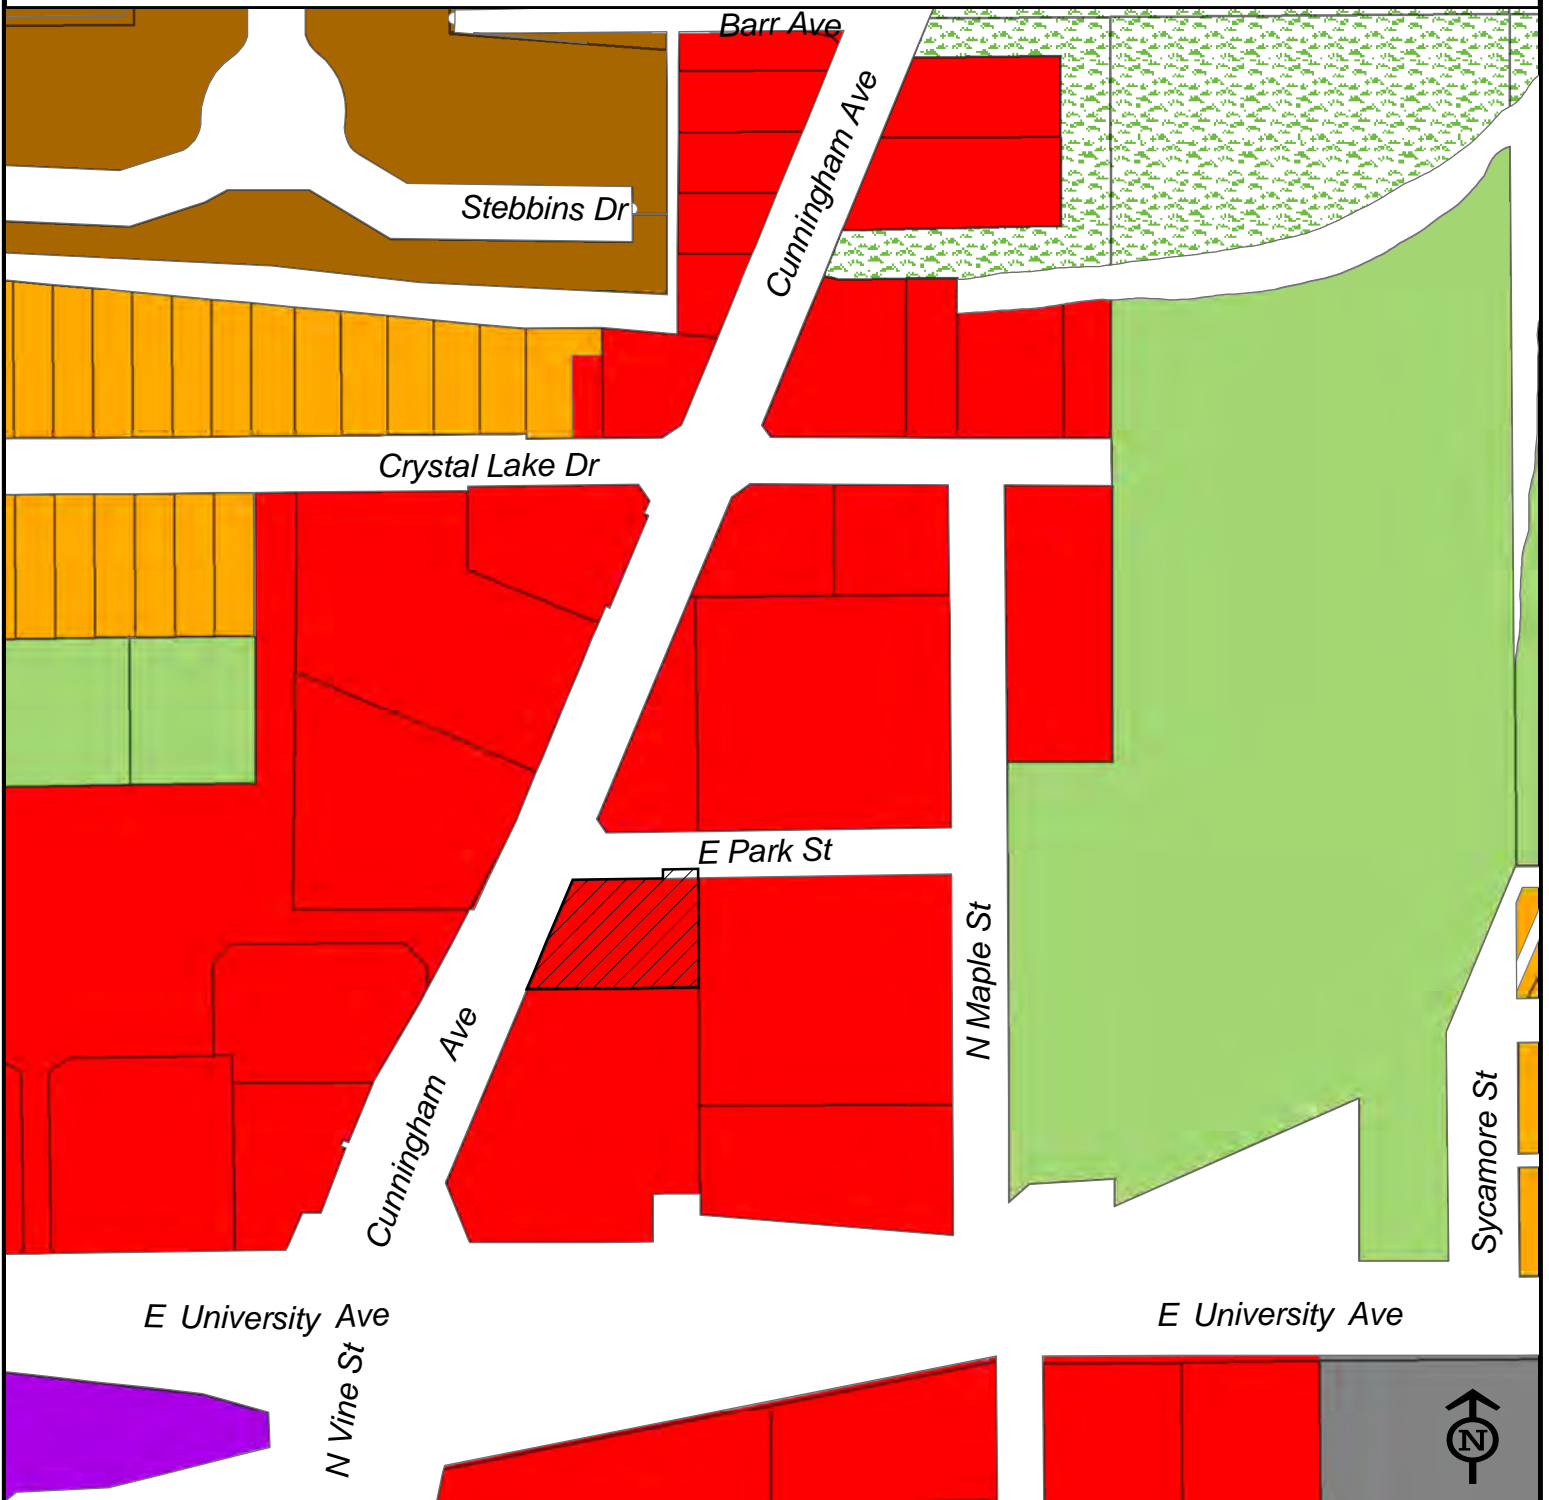 Barr Ave
Cunningham Ave
Stebbins Dr
Crystal Lake Dr
E Park St
N Maple St
Cunningham Ave
Sycamore St
E University Ave
E University Ave
N Vine St
N